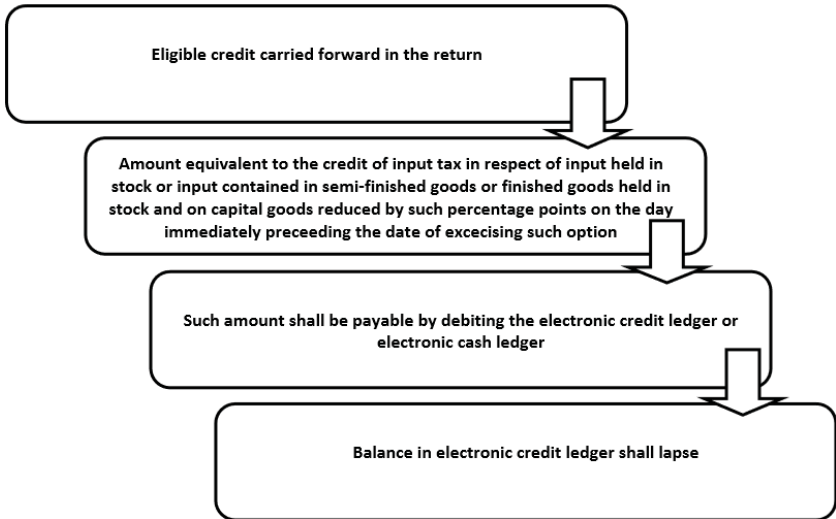 Eligible credit carried forward in the return
Amount equivalent to the credit of input tax in respect of input held in
stock or input contained in semi-finished goods or finished goods held in
stock and on capital goods reduced by such percentage points on the day
immediately preceeding the date of excecising such option
Such amount shall be payable by debiting the electronic credit ledger or
electronic cash ledger
Balance in electronic credit ledger shall lapse